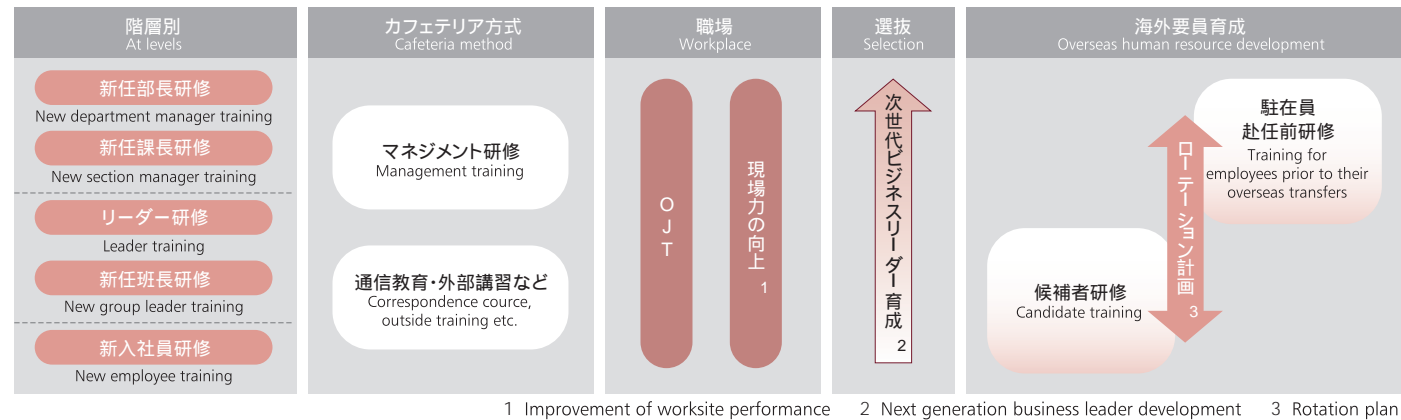 階層別
At levels
新任部長研修
New department manager training
新任課長研修
New section manager training
リーダー研修
Leader training
新任班長研修
New group leader training
新入社員研修
New employee training
カフェテリア方式
Cafeteria method
マネジメント研修
Management training
通信教育・外部講習など
Correspondence cource,
outside training etc.
職場
Workplace
OJT
現場力の向上 1
選抜
Selection
次世代ビジネスリーダー育成 2
海外要員育成
Overseas human resource development
駐在員
赴任前研修
Training for
employees prior to their
overseas transfers
ローテーション計画 3
候補者研修
Candidate training
1 Improvement of worksite performance 2 Next generation business leader development 3 Rotation plan